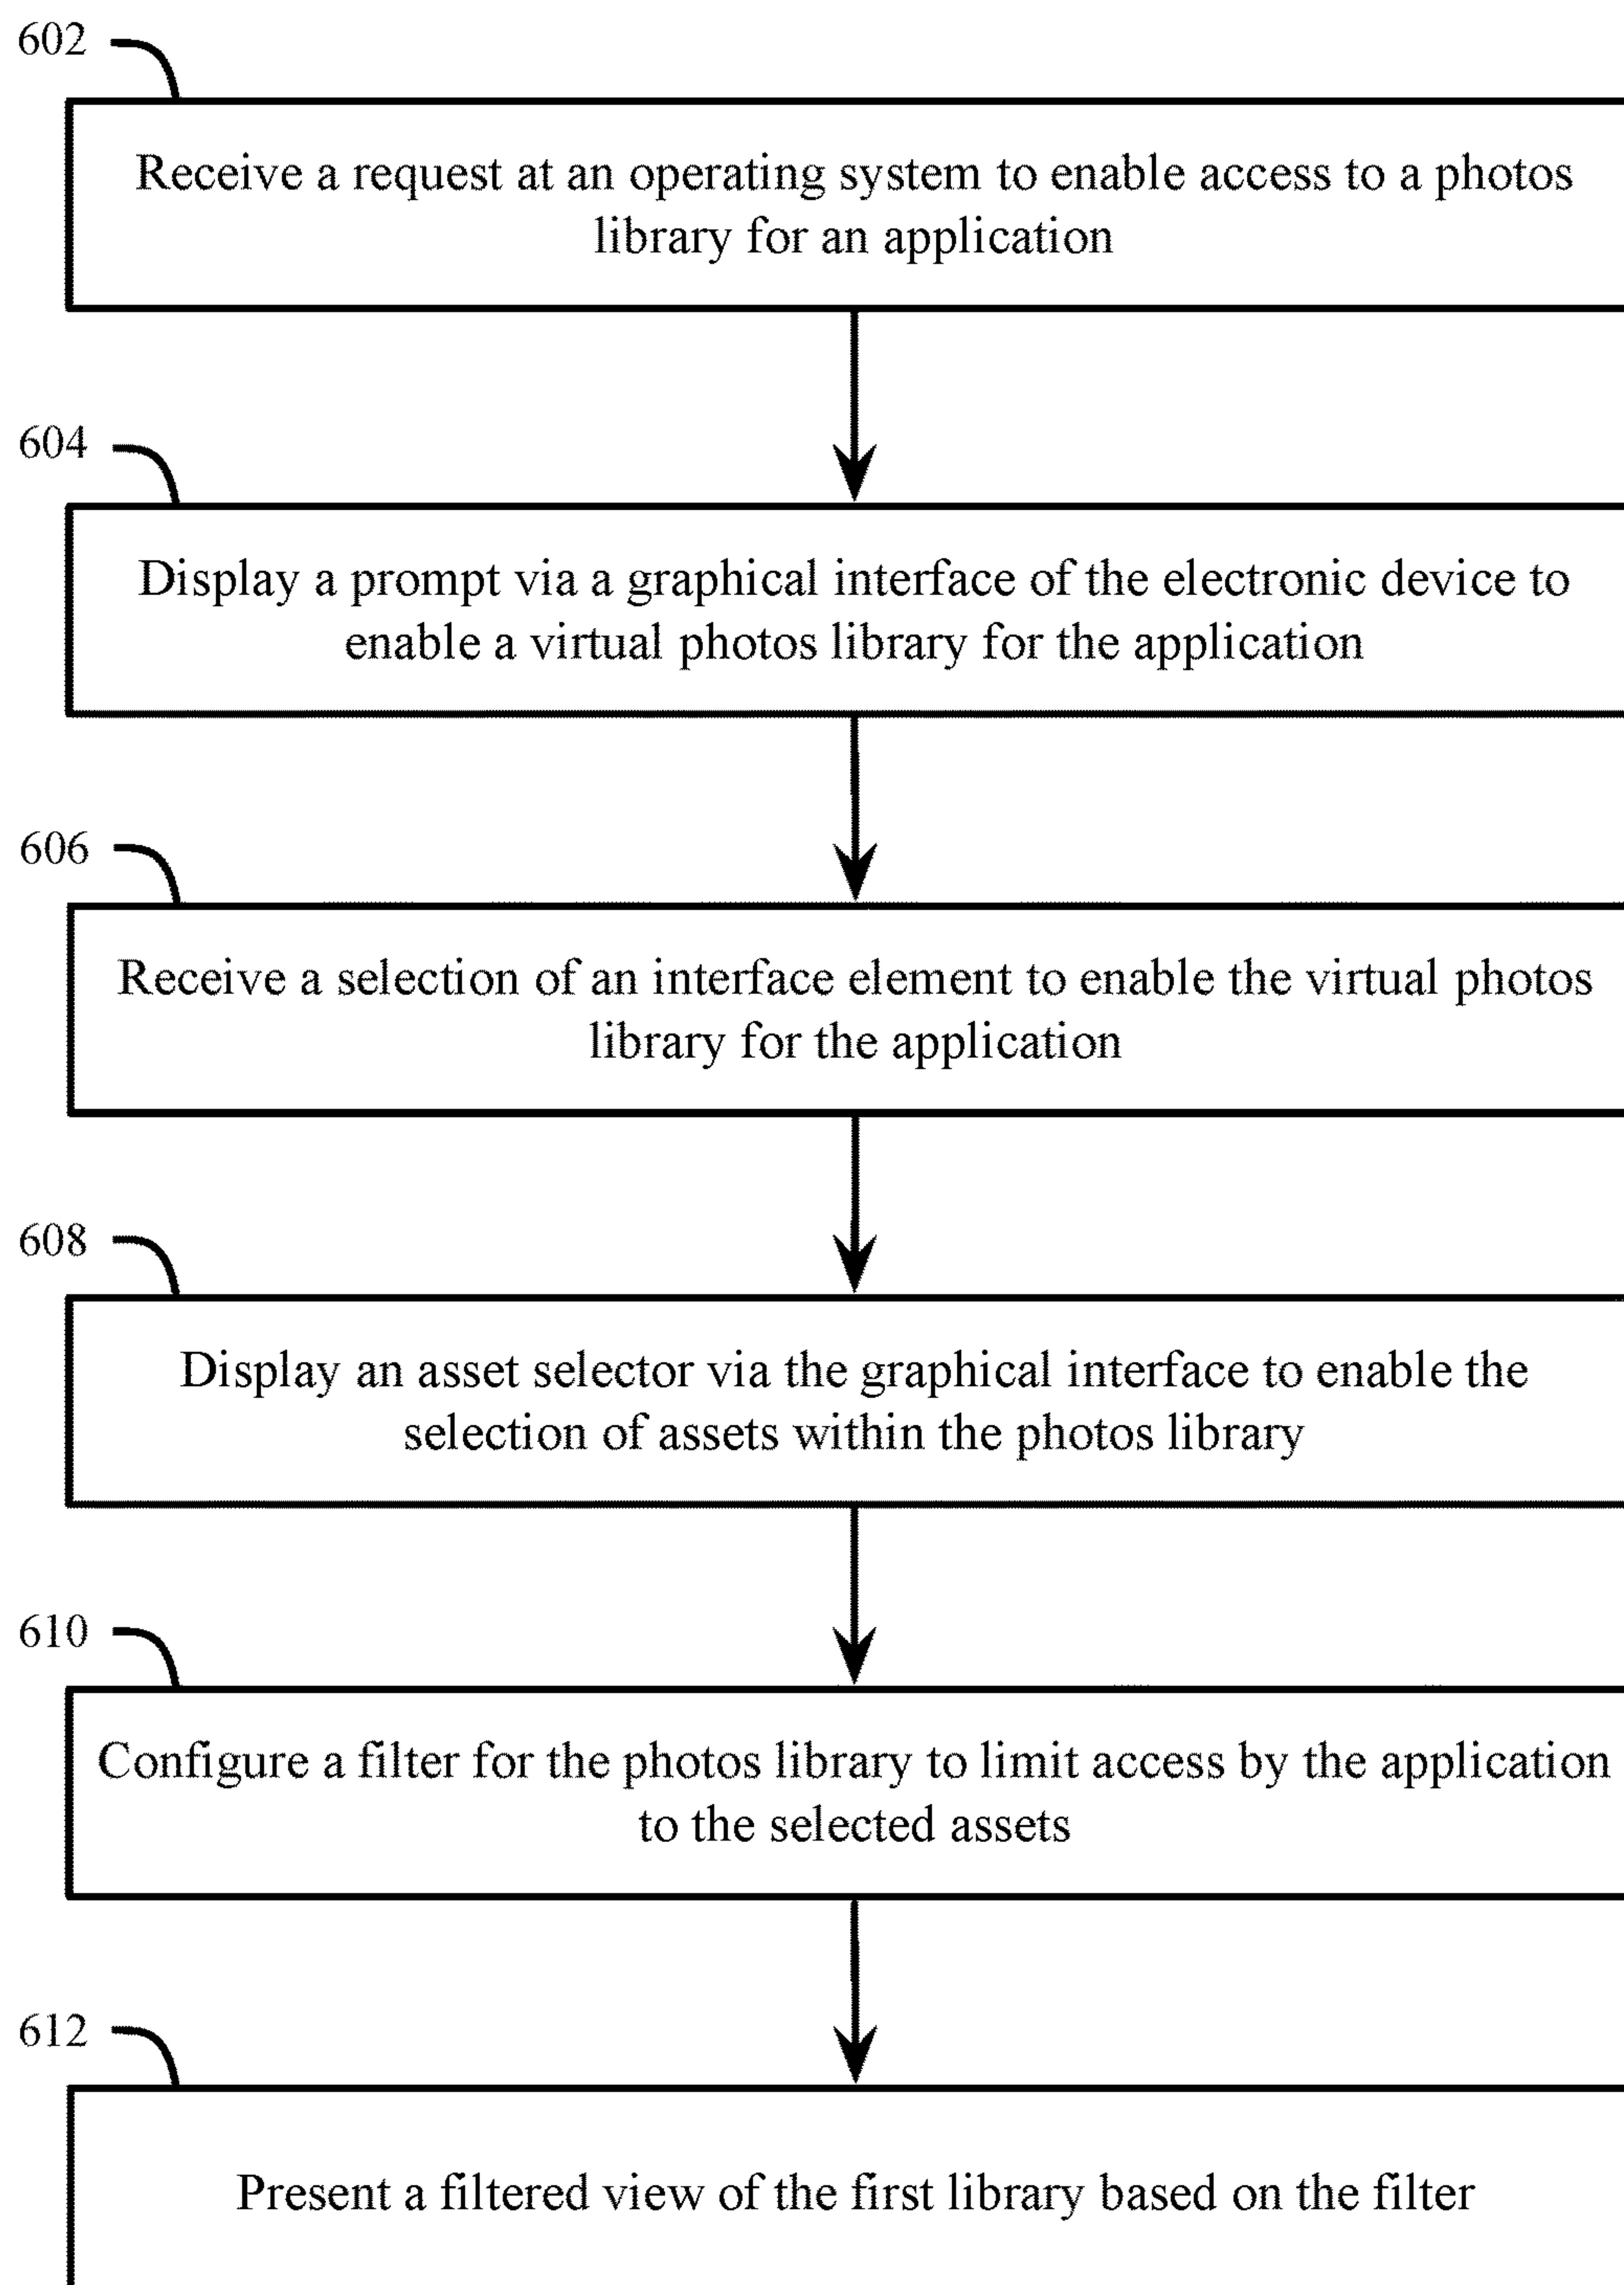 602
Receive a request at an operating system to enable access to a photos
library for an application
604
Display a prompt via a graphical interface of the electronic device to
enable a virtual photos library for the application
606
Receive a selection of an interface element to enable the virtual photos
library for the application
608
Display an asset selector via the graphical interface to enable the
selection of assets within the photos library
610
Configure a filter for the photos library to limit access by the application
to the selected assets
612
Present a filtered view of the first library based on the filter